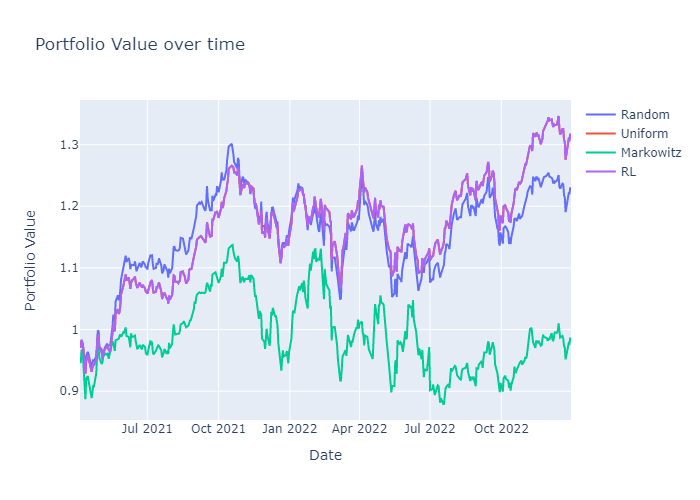 Portfolio Value over time
Random
Uniform
Markowitz
RL
Portfolio Value
1.3
1.2
1.1
1
0.9
Jul 2021
Oct 2021
Jan 2022
Apr 2022
Jul 2022
Oct 2022
Date